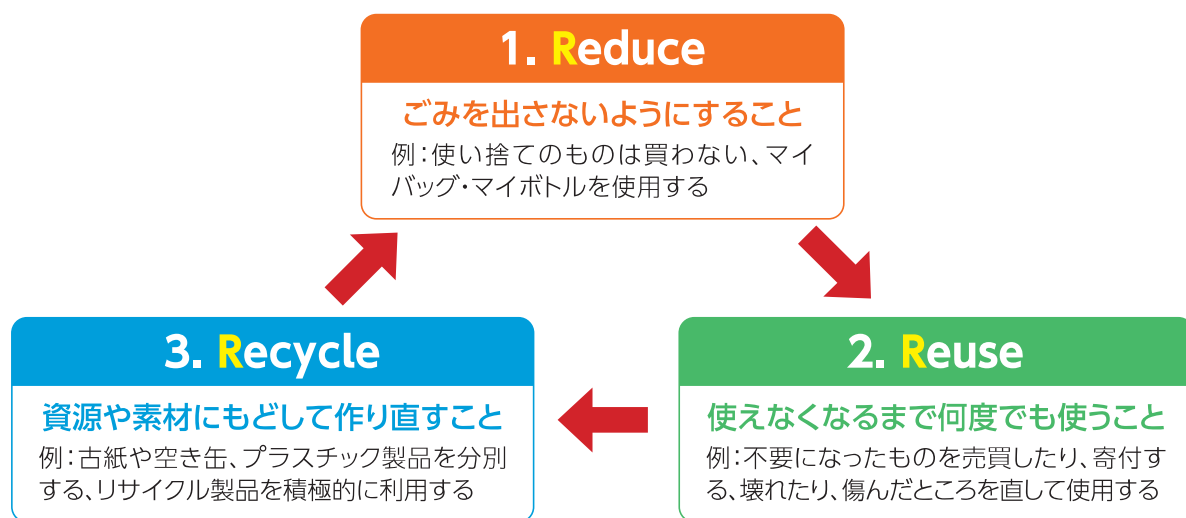 1. Reduce
ごみを出さないようにすること
例：使い捨てのものは買わない、マイ
バッグ・マイボトルを使用する
2. Reuse
使えなくなるまで何度でも使うこと
例：不要になったものを売買したり、寄付す
る、壊れたり、傷んだところを直して使用する
3. Recycle
資源や素材にもどして作り直すこと
例：古紙や空き缶、プラスチック製品を分別
する、リサイクル製品を積極的に利用する